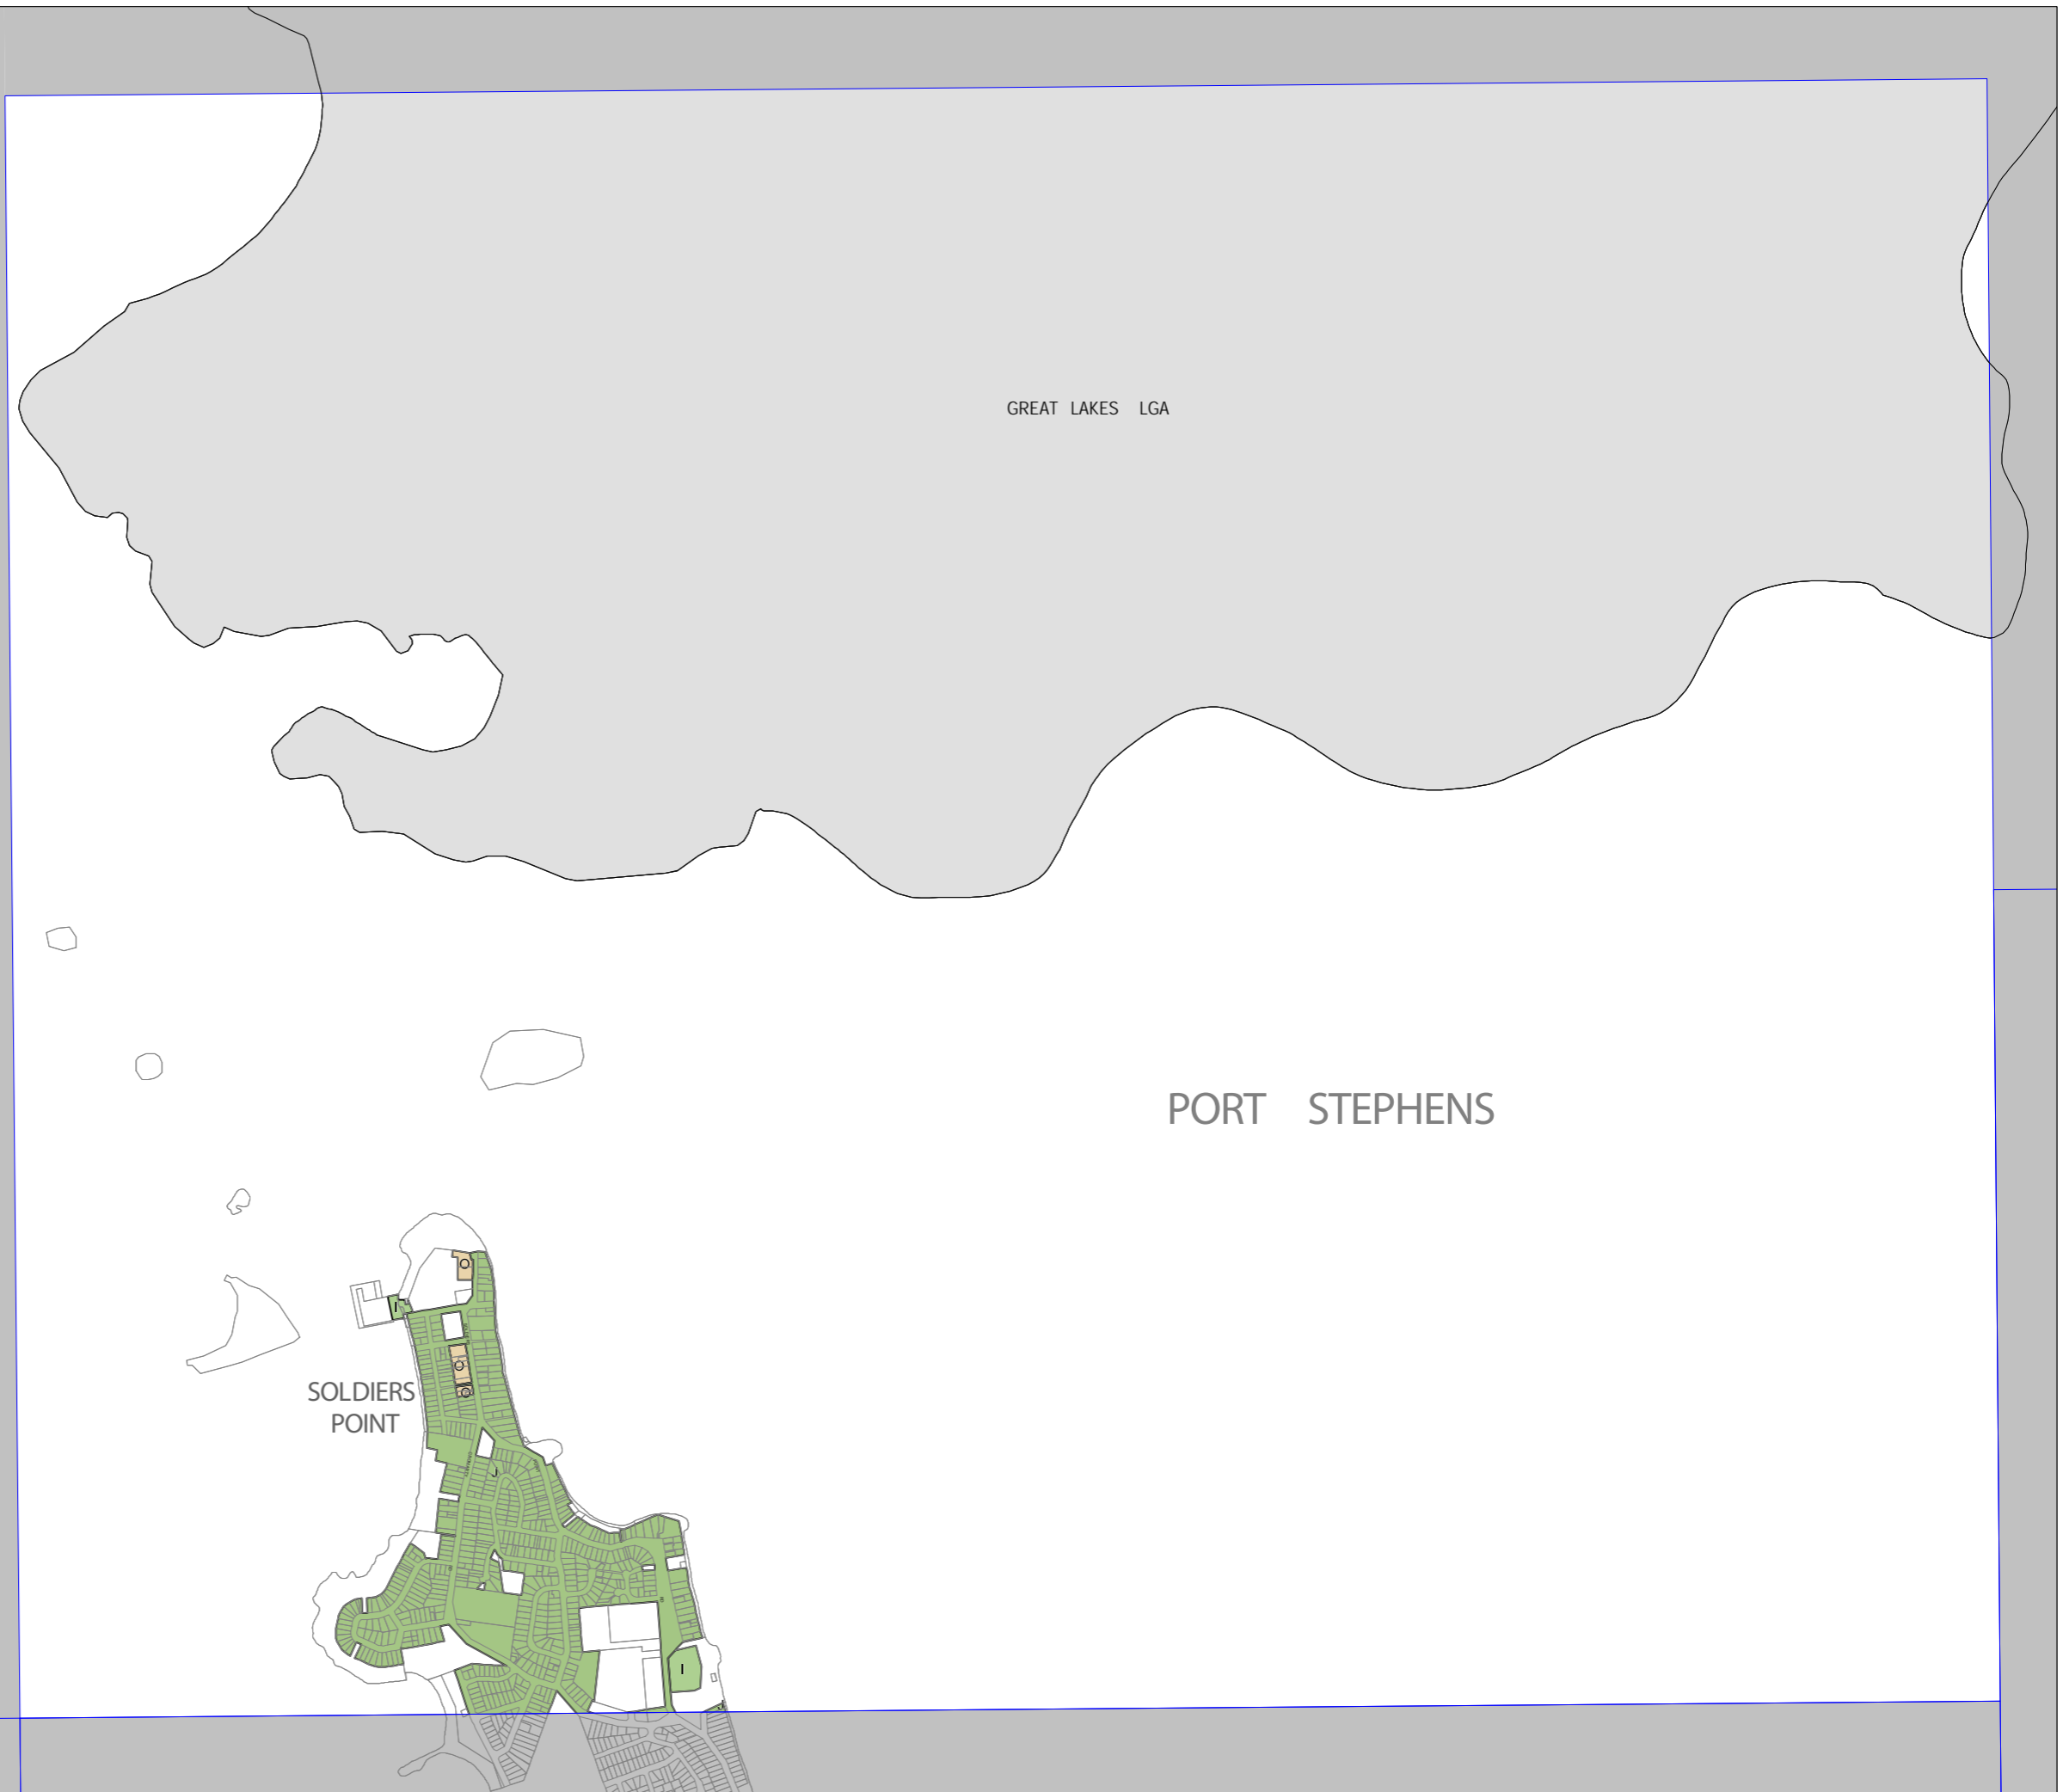 GREAT LAKES LGA
PORT STEPHENS
O
I
O
O
SOLDIERS
POINT
J
I